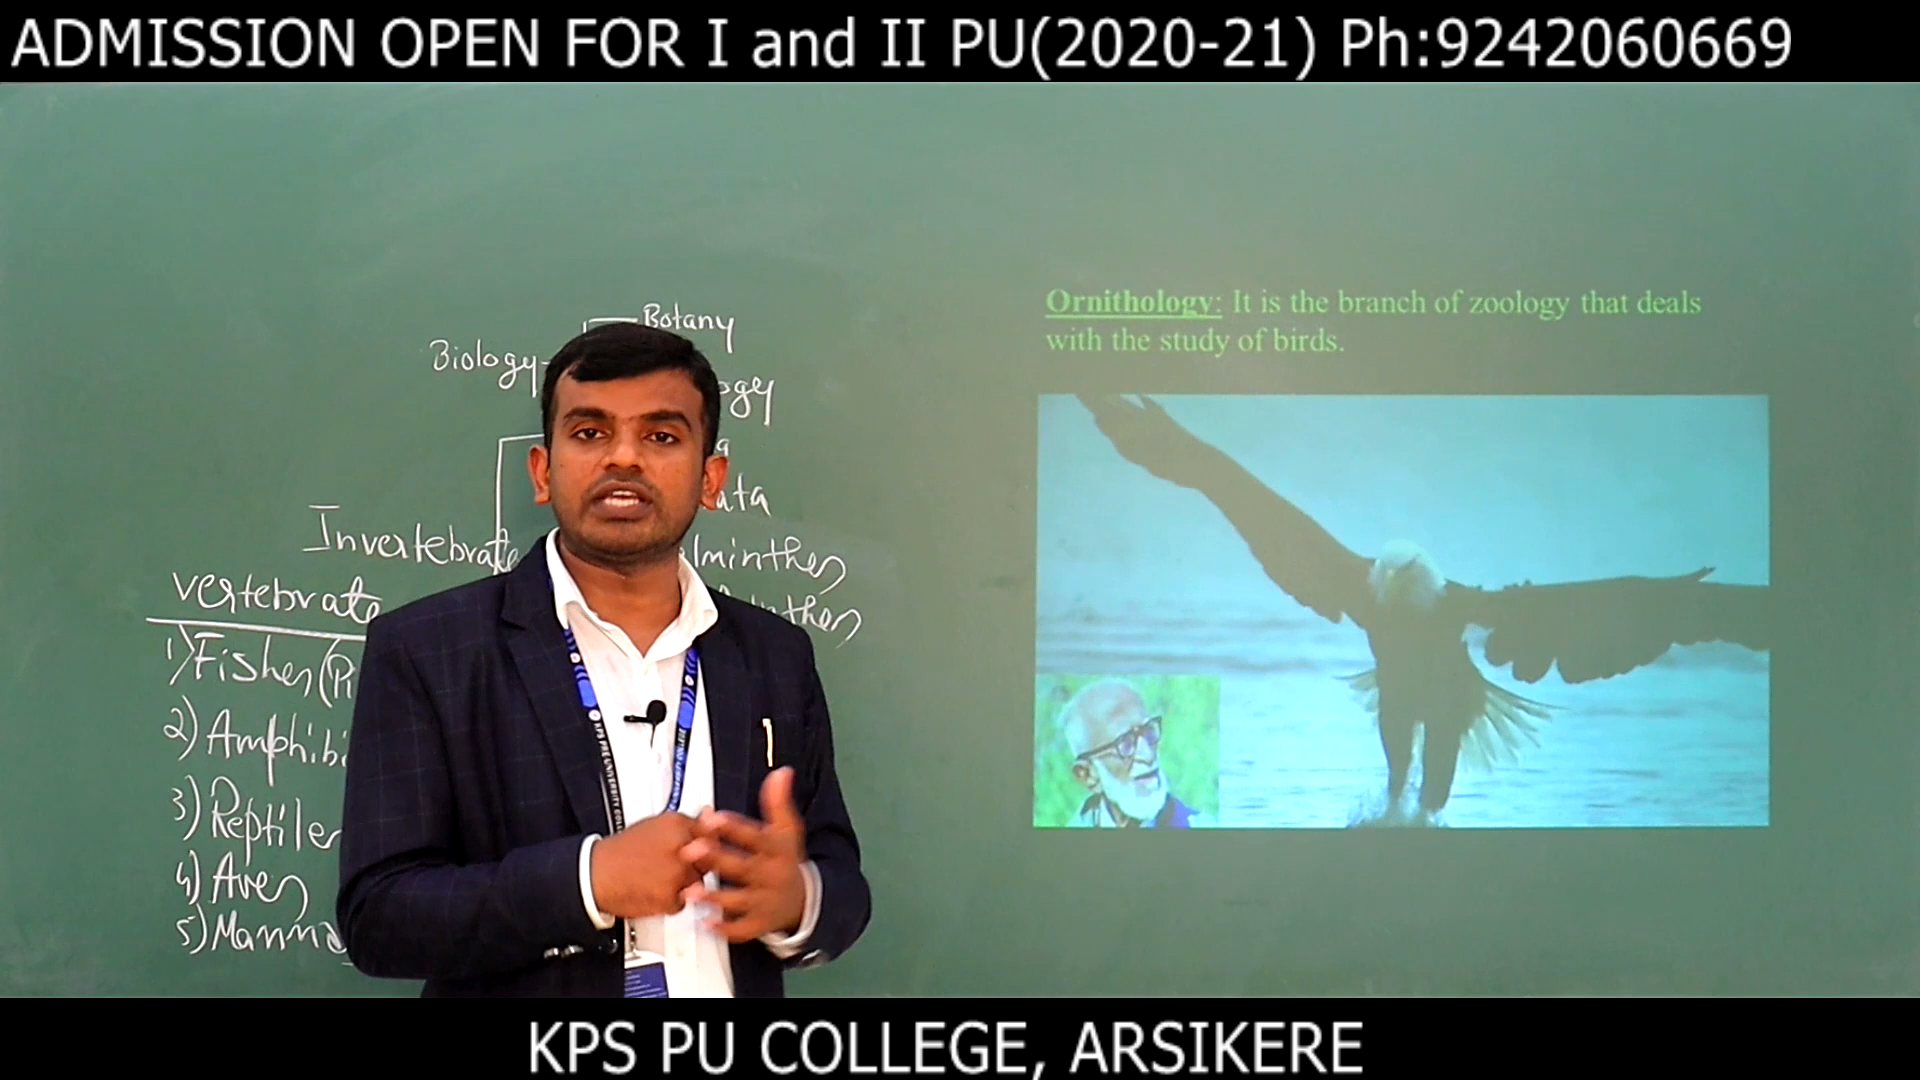 ADMISSION OPEN FOR I and II PU(2020-21) Ph:9242060669
Botany
Biology
Invertebrate
vertebrate
1) Fishes (Pi
2) Amphibi
3) Reptiles
4) Aves
5) Mamma
Ornithology: It is the branch of zoology that deals
with the study of birds.
KPS PU COLLEGE, ARSIKERE